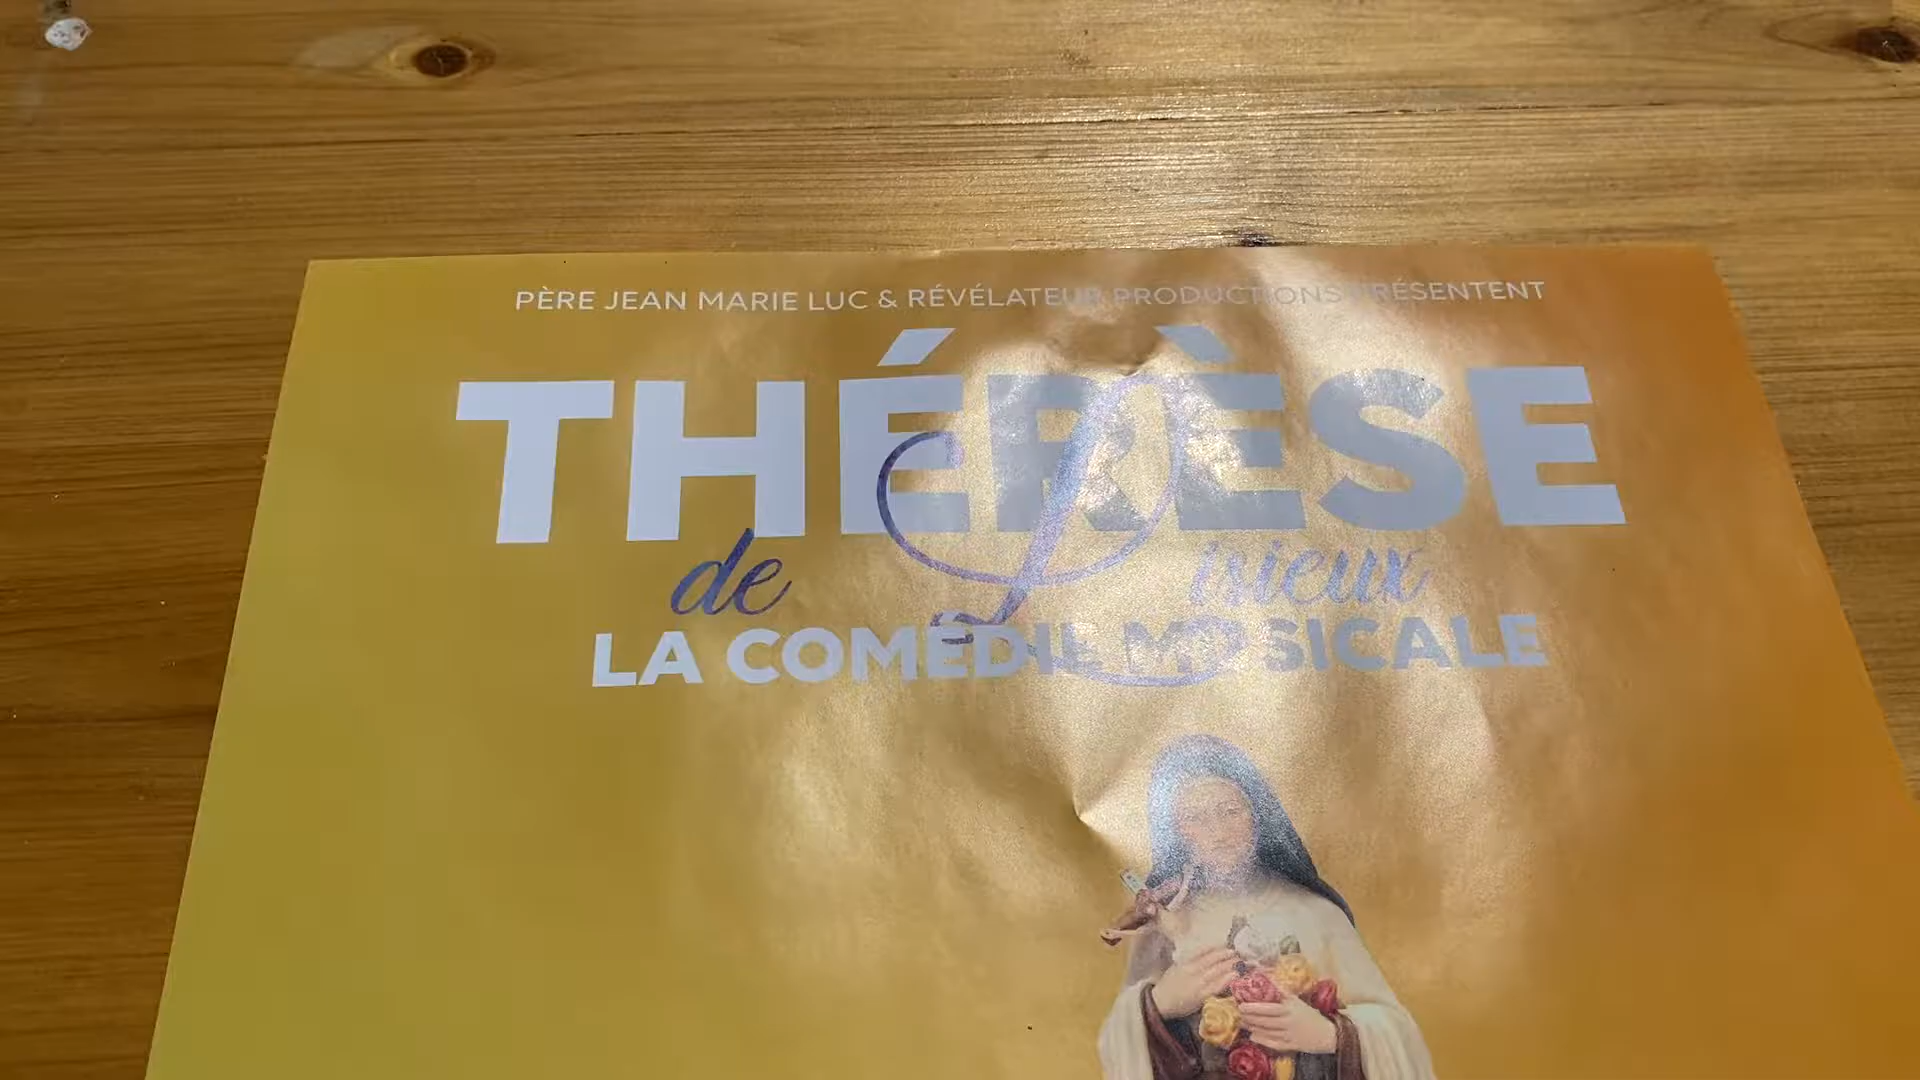 PÈRE JEAN MARIE LUC & RÉVÉLATEUR PRODUCTIONS PRÉSENTENT
THÉRÈSE
de Lisieux
LA COMÉDIE MUSICALE